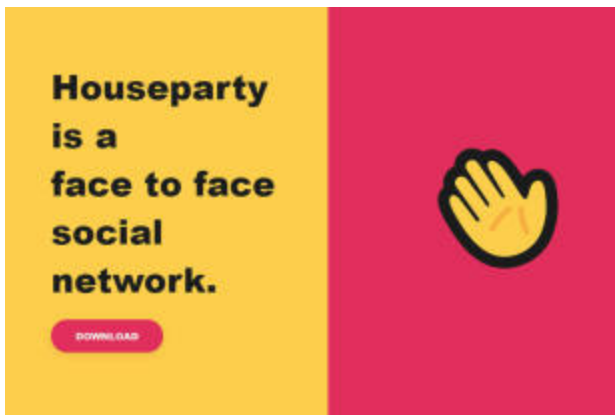 Houseparty
is a
face to face
social
network.
DOWNLOAD